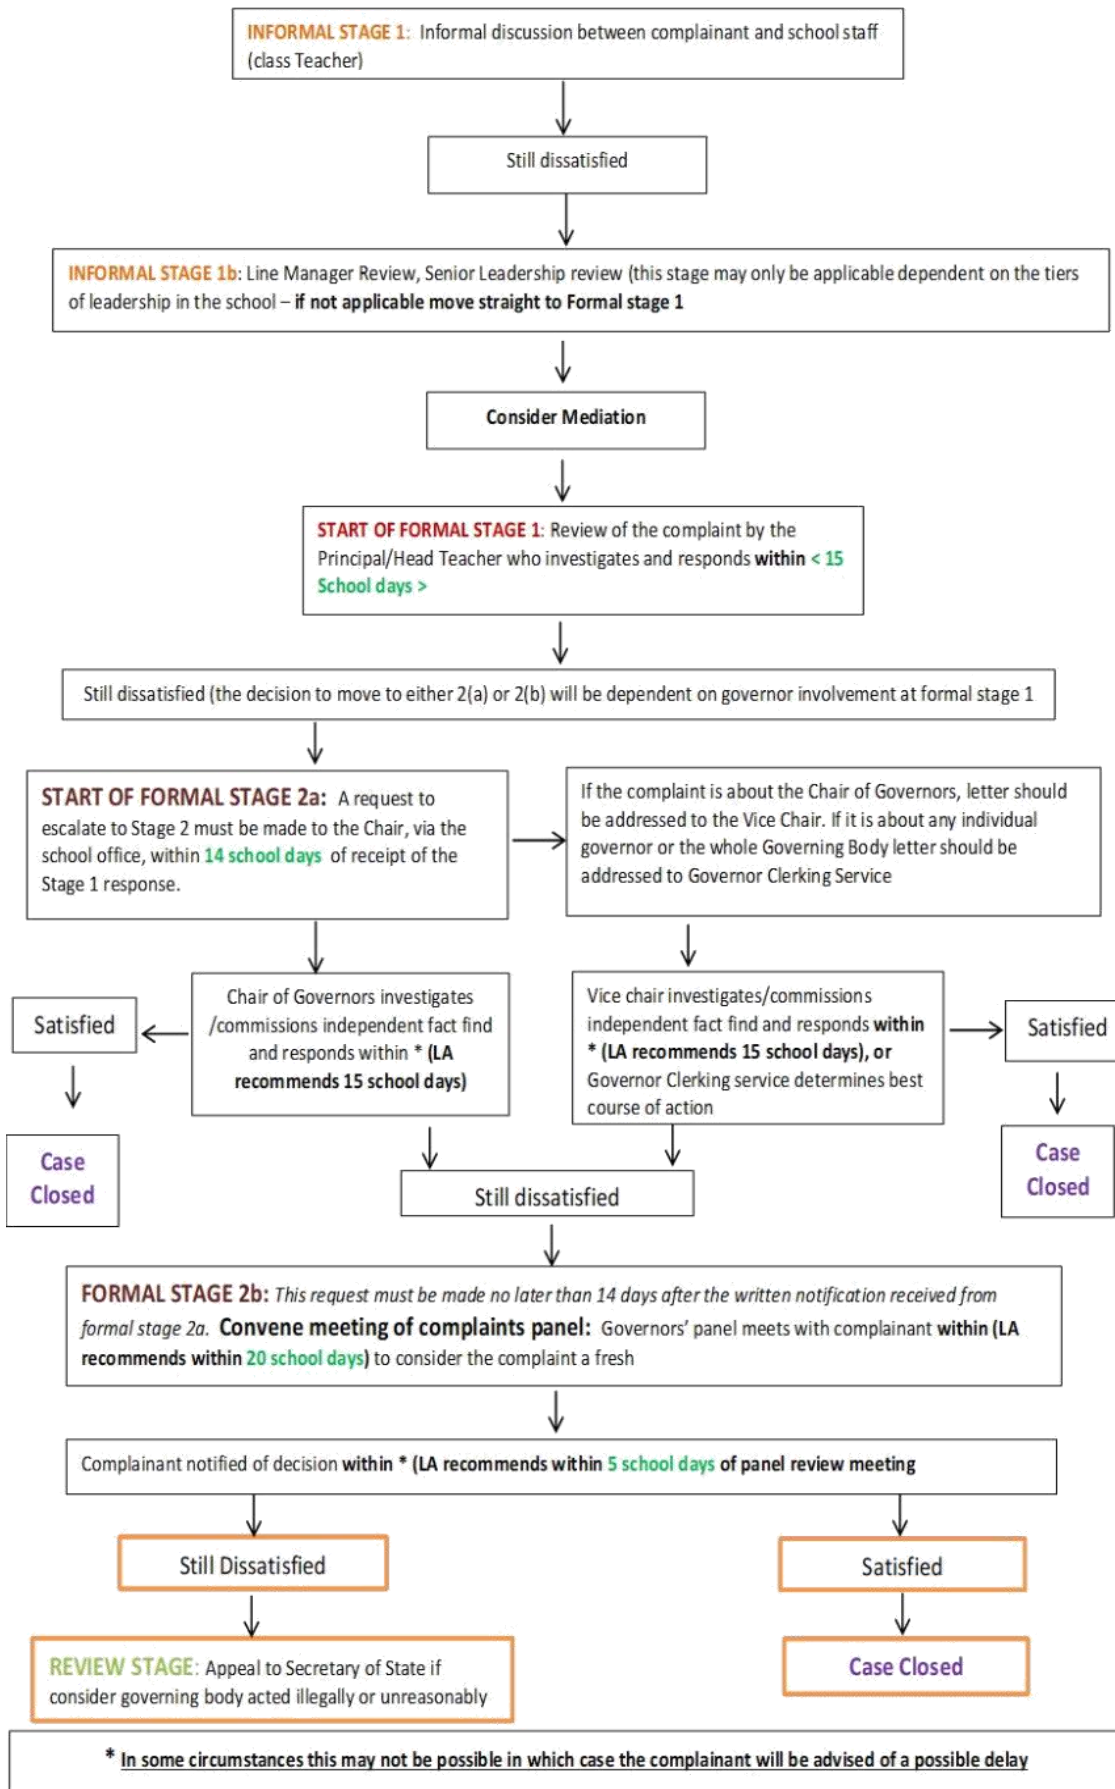 INFORMAL STAGE 1: Informal discussion between complainant and school staff
(class Teacher)
Still dissatisfied
INFORMAL STAGE 1b: Line Manager Review, Senior Leadership review (this stage may only be applicable dependent on the tiers
of leadership in the school – if not applicable move straight to Formal stage 1
Consider Mediation
START OF FORMAL STAGE 1: Review of the complaint by the
Principal/Head Teacher who investigates and responds within < 15
School days >
Still dissatisfied (the decision to move to either 2(a) or 2(b) will be dependent on governor involvement at formal stage 1
START OF FORMAL STAGE 2a: A request to
escalate to Stage 2 must be made to the Chair, via the
school office, within 14 school days of receipt of the
Stage 1 response.
If the complaint is about the Chair of Governors, letter should
be addressed to the Vice Chair. If it is about any individual
governor or the whole Governing Body letter should be
addressed to Governor Clerking Service
Satisfied
Chair of Governors investigates
/commissions independent fact find
and responds within * (LA
recommends 15 school days)
Vice chair investigates/commissions
independent fact find and responds within
* (LA recommends 15 school days), or
Governor Clerking service determines best
course of action
Satisfied
Case
Closed
Still dissatisfied
Case
Closed
FORMAL STAGE 2b: This request must be made no later than 14 days after the written notification received from
formal stage 2a. Convene meeting of complaints panel: Governors' panel meets with complainant within (LA
recommends within 20 school days) to consider the complaint a fresh
Complainant notified of decision within * (LA recommends within 5 school days of panel review meeting
Still Dissatisfied
Satisfied
REVIEW STAGE: Appeal to Secretary of State if
consider governing body acted illegally or unreasonably
Case Closed
* In some circumstances this may not be possible in which case the complainant will be advised of a possible delay